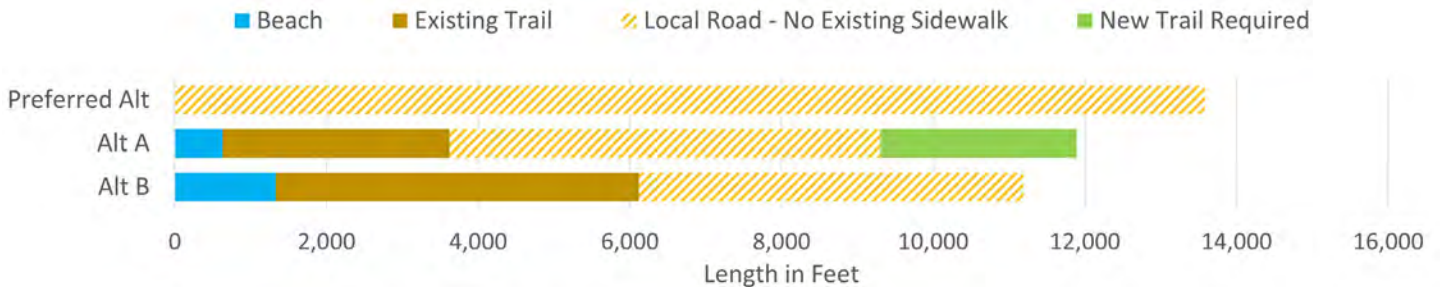 Beach Existing Trail Local Road - No Existing Sidewalk New Trail Required
Preferred Alt
Alt A
Alt B
0 2,000 4,000 6,000 8,000 10,000 12,000 14,000 16,000
Length in Feet